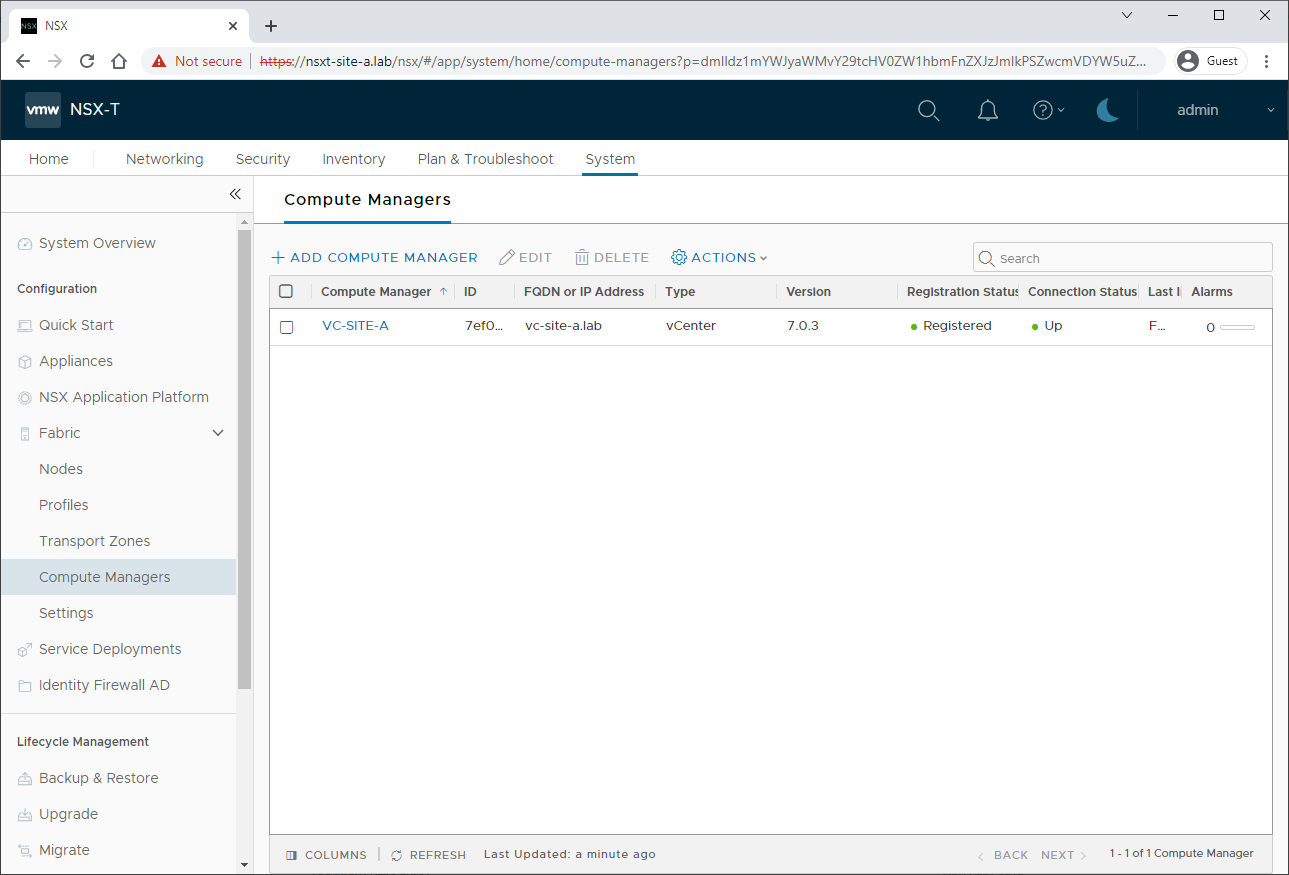 NSX NSX
Not secure https://nsxt-site-a.lab/nsx/#/app/system/home/compute-managers?p=dmlldz1mYWJyaWMvY29tcHV0ZW1hbmFnZXJzJmlkPSZwcmVDYW5uZ... Guest
vmw NSX-T admin
Home Networking Security Inventory Plan & Troubleshoot System
Compute Managers
System Overview
Configuration
Quick Start
Appliances
NSX Application Platform
Fabric
Nodes
Profiles
Transport Zones
Compute Managers
Settings
Service Deployments
Identity Firewall AD
Lifecycle Management
Backup & Restore
Upgrade
Migrate
ADD COMPUTE MANAGER EDIT DELETE ACTIONS Search
Compute Manager ID FQDN or IP Address Type Version Registration Status Connection Status Last I Alarms
VC-SITE-A 7ef0... vc-site-a.lab vCenter 7.0.3 Registered Up F... 0
COLUMNS REFRESH Last Updated: a minute ago BACK NEXT 1 - 1 of 1 Compute Manager